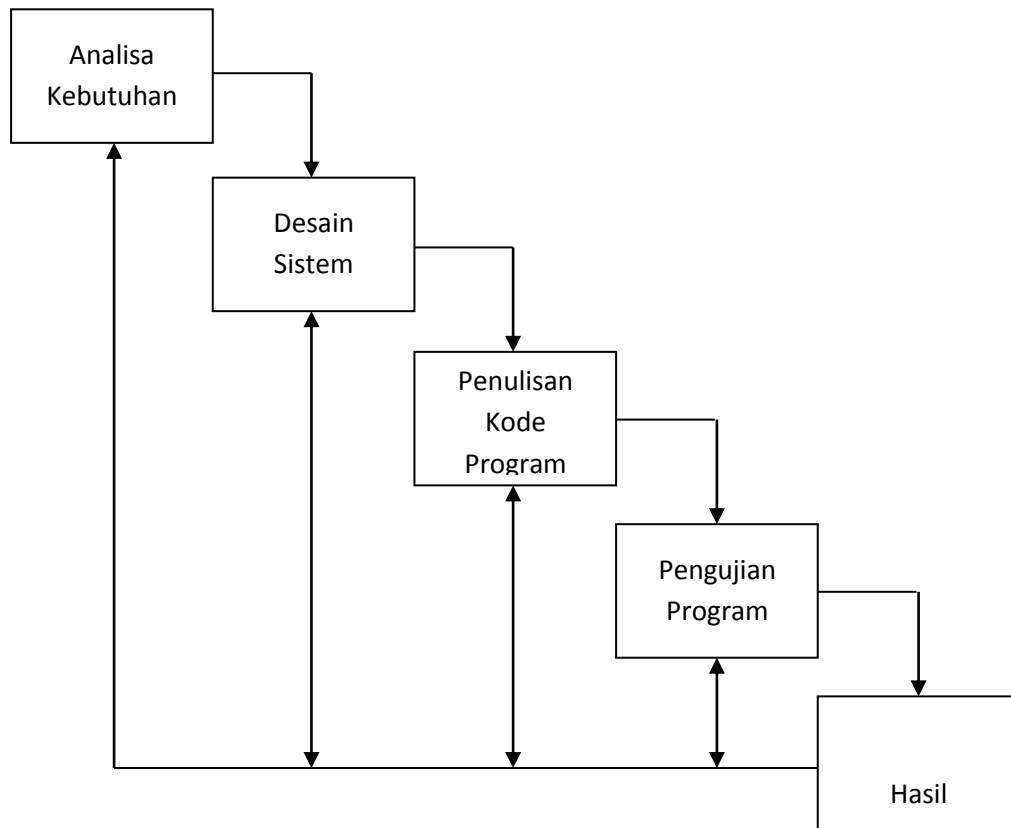 Analisa
Kebutuhan
Desain
Sistem
Penulisan
Kode
Program
Pengujian
Program
Hasil